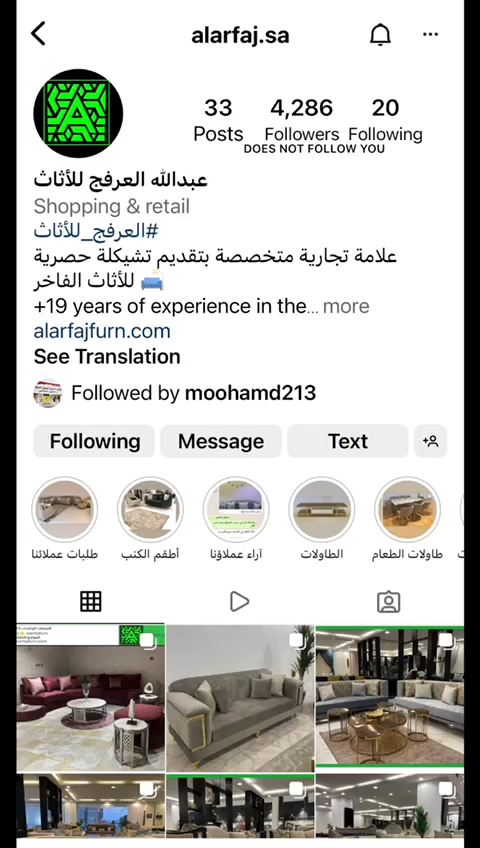 alarfaj.sa
33
4,286
20
Posts
Followers
Following
DOES NOT FOLLOW YOU
عبدالله العرفج للأثاث
Shopping & retail
#العرفج_للأثاث
علامة تجارية متخصصة بتقديم تشيكلة حصرية
للأثاث الفاخر 🛋️
+19 years of experience in the... more
alarfajfurn.com
See Translation
Followed by moohamd213
Following
Message
Text
طلبات عملائنا
أطقم الكنب
آراء عملاؤنا
الطاولات
طاولات الطعام